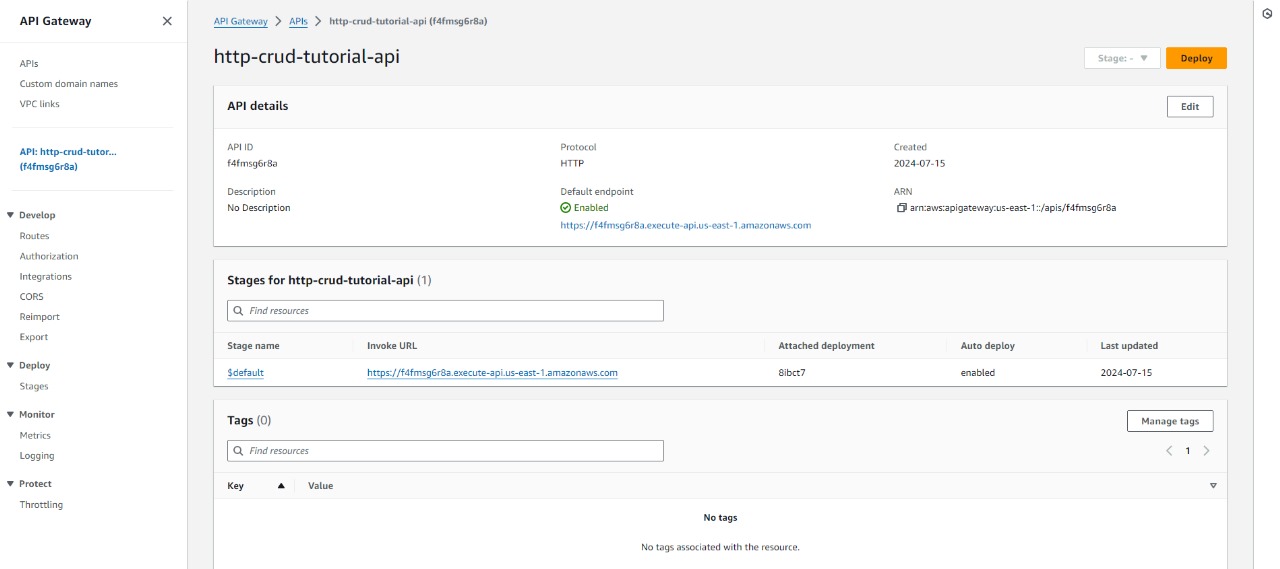 API Gateway
APIs
Custom domain names
VPC links
API: http-crud-tutor...
(f4fmsg6r8a)
Develop
Routes
Authorization
Integrations
CORS
Reimport
Export
Deploy
Stages
Monitor
Metrics
Logging
Protect
Throttling
API Gateway > APIs > http-crud-tutorial-api (f4fmsg6r8a)
http-crud-tutorial-api
Stage: -
Deploy
API details
Edit
API ID
f4fmsg6r8a
Protocol
HTTP
Created
2024-07-15
Description
No Description
Default endpoint
Enabled
https://f4fmsg6r8a.execute-api.us-east-1.amazonaws.com
ARN
arn:aws:apigateway:us-east-1::/apis/f4fmsg6r8a
Stages for http-crud-tutorial-api (1)
Find resources
Stage name Invoke URL Attached deployment Auto deploy Last updated
$default https://f4fmsg6r8a.execute-api.us-east-1.amazonaws.com 8ibct7 enabled 2024-07-15
Tags (0)
Manage tags
Find resources
1
Key Value
No tags
No tags associated with the resource.